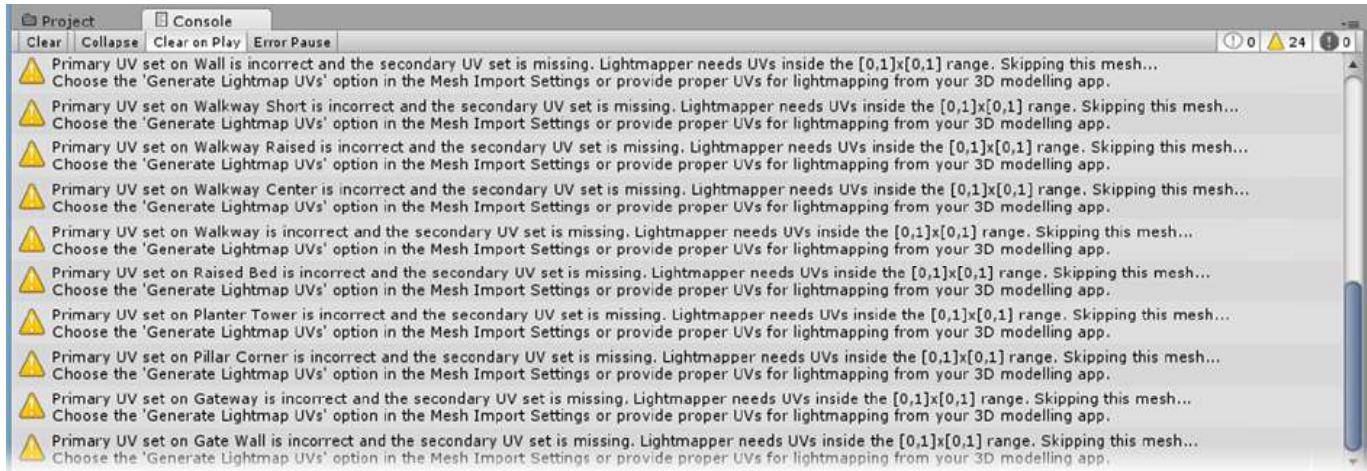 Project Console
Clear Collapse Clear on Play Error Pause 0 24 0
Primary UV set on Wall is incorrect and the secondary UV set is missing. Lightmapper needs UVs inside the [0,1]x[0,1] range. Skipping this mesh...
Choose the 'Generate Lightmap UVs' option in the Mesh Import Settings or provide proper UVs for lightmapping from your 3D modelling app.
Primary UV set on Walkway Short is incorrect and the secondary UV set is missing. Lightmapper needs UVs inside the [0,1]x[0,1] range. Skipping this mesh...
Choose the 'Generate Lightmap UVs' option in the Mesh Import Settings or provide proper UVs for lightmapping from your 3D modelling app.
Primary UV set on Walkway Raised is incorrect and the secondary UV set is missing. Lightmapper needs UVs inside the [0,1]x[0,1] range. Skipping this mesh...
Choose the 'Generate Lightmap UVs' option in the Mesh Import Settings or provide proper UVs for lightmapping from your 3D modelling app.
Primary UV set on Walkway Center is incorrect and the secondary UV set is missing. Lightmapper needs UVs inside the [0,1]x[0,1] range. Skipping this mesh...
Choose the 'Generate Lightmap UVs' option in the Mesh Import Settings or provide proper UVs for lightmapping from your 3D modelling app.
Primary UV set on Walkway is incorrect and the secondary UV set is missing. Lightmapper needs UVs inside the [0,1]x[0,1] range. Skipping this mesh...
Choose the 'Generate Lightmap UVs' option in the Mesh Import Settings or provide proper UVs for lightmapping from your 3D modelling app.
Primary UV set on Raised Bed is incorrect and the secondary UV set is missing. Lightmapper needs UVs inside the [0,1]x[0,1] range. Skipping this mesh...
Choose the 'Generate Lightmap UVs' option in the Mesh Import Settings or provide proper UVs for lightmapping from your 3D modelling app.
Primary UV set on Planter Tower is incorrect and the secondary UV set is missing. Lightmapper needs UVs inside the [0,1]x[0,1] range. Skipping this mesh...
Choose the 'Generate Lightmap UVs' option in the Mesh Import Settings or provide proper UVs for lightmapping from your 3D modelling app.
Primary UV set on Pillar Corner is incorrect and the secondary UV set is missing. Lightmapper needs UVs inside the [0,1]x[0,1] range. Skipping this mesh...
Choose the 'Generate Lightmap UVs' option in the Mesh Import Settings or provide proper UVs for lightmapping from your 3D modelling app.
Primary UV set on Gateway is incorrect and the secondary UV set is missing. Lightmapper needs UVs inside the [0,1]x[0,1] range. Skipping this mesh...
Choose the 'Generate Lightmap UVs' option in the Mesh Import Settings or provide proper UVs for lightmapping from your 3D modelling app.
Primary UV set on Gate Wall is incorrect and the secondary UV set is missing. Lightmapper needs UVs inside the [0,1]x[0,1] range. Skipping this mesh...
Choose the 'Generate Lightmap UVs' option in the Mesh Import Settings or provide proper UVs for lightmapping from your 3D modelling app.